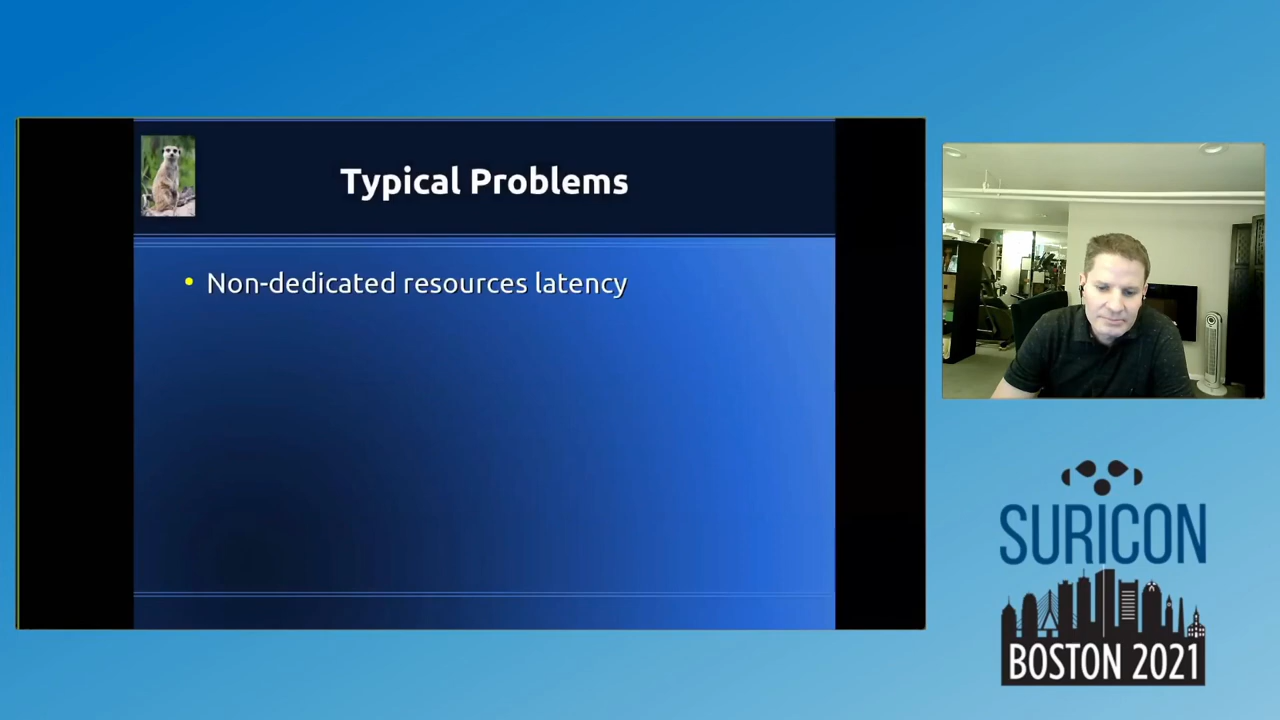 Typical Problems
Non-dedicated resources latency
SURICON
BOSTON 2021